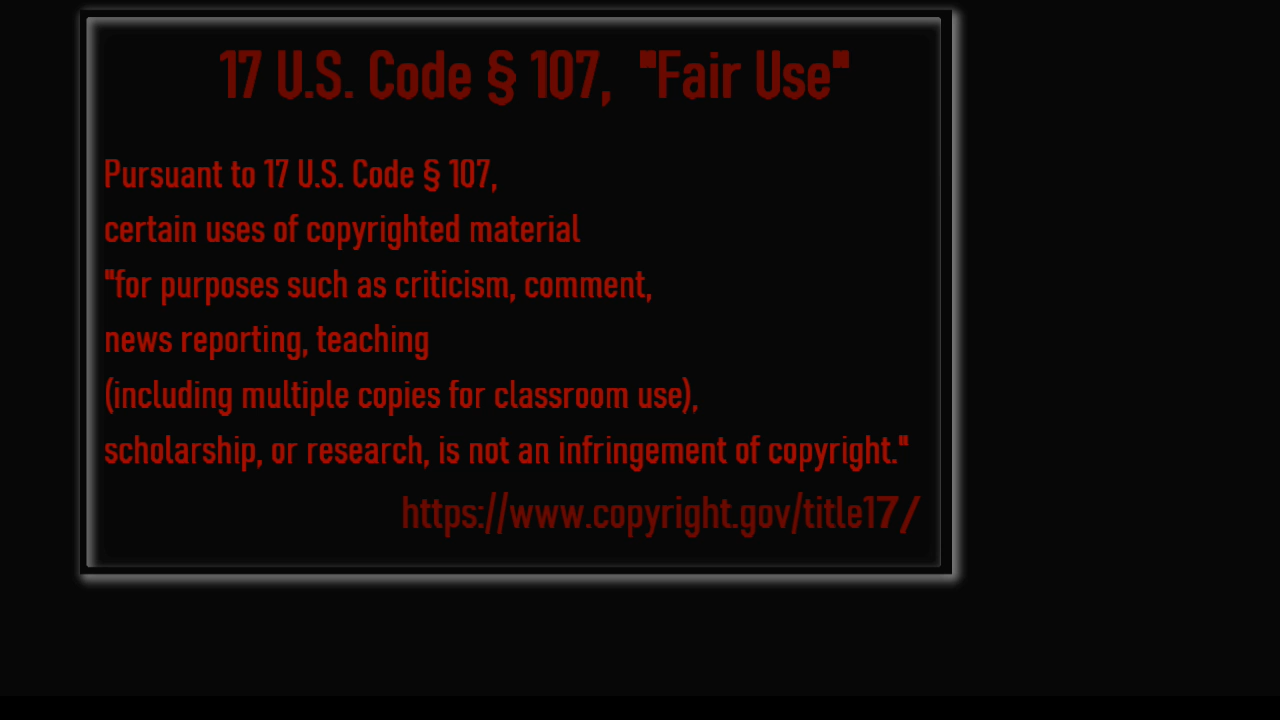 17 U.S. Code § 107, "Fair Use"
Pursuant to 17 U.S. Code § 107,
certain uses of copyrighted material
"for purposes such as criticism, comment,
news reporting, teaching
(including multiple copies for classroom use),
scholarship, or research, is not an infringement of copyright."
https://www.copyright.gov/title17/